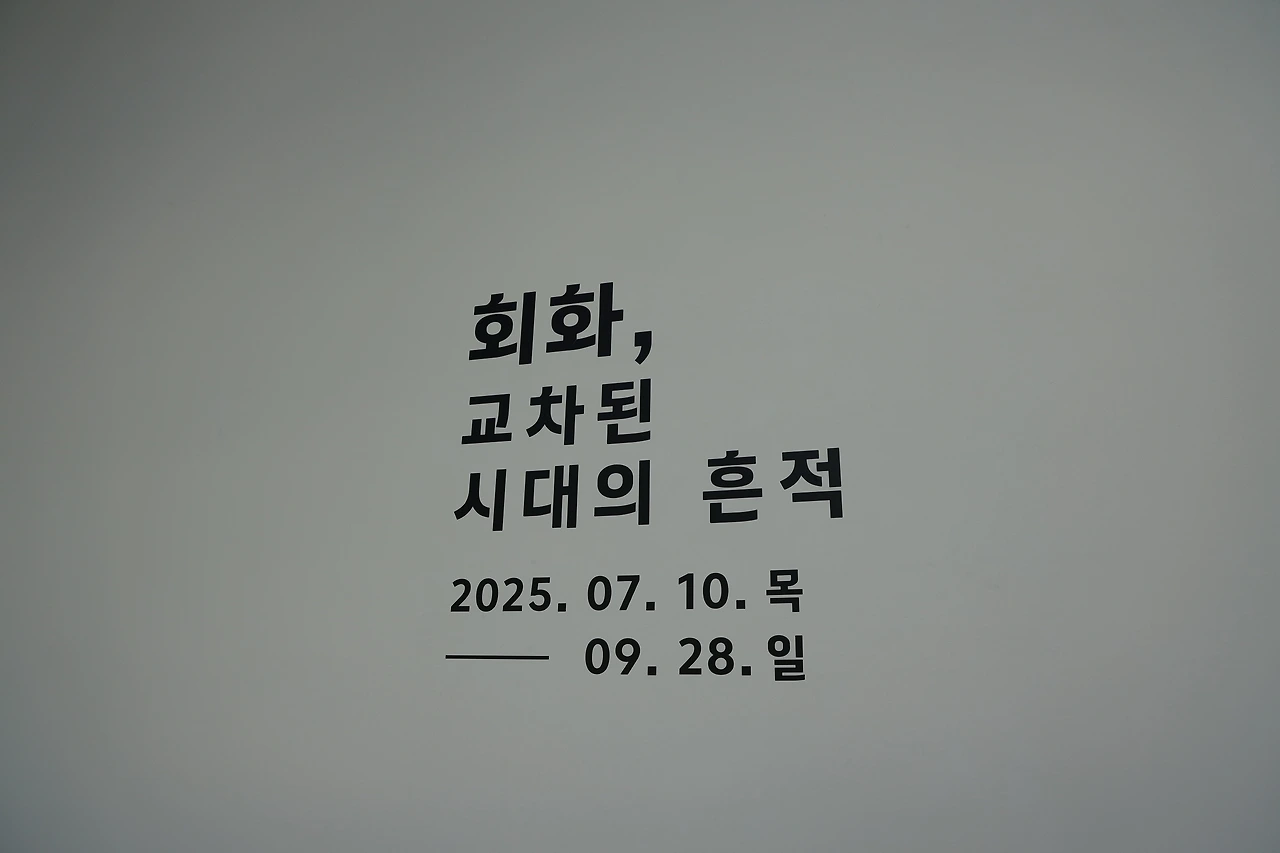 회화,
교차된
시대의 흔적
2025. 07. 10. 목
—— 09. 28. 일